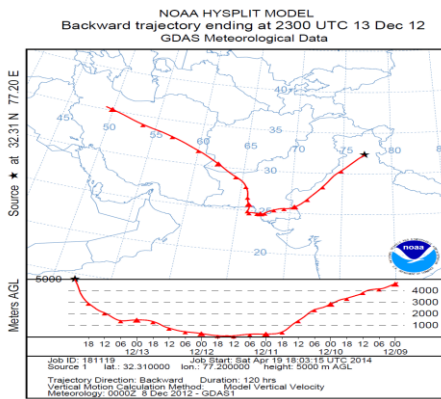 NOAA HYSPLIT MODEL
Backward trajectory ending at 2300 UTC 13 Dec 12
GDAS Meteorological Data
Source ★ at 32.31 N 77.20 E
45 50 55 60 65 70 75 80 85
40
35
30
25
20
noaa
Meters AGL
5000
4000
3000
2000
1000
18 12 06 00 18 12 06 00 18 12 06 00 18 12 06 00 18 12 06 00
12/13 12/12 12/11 12/10 12/09
Job ID: 181119 Job Start: Sat Apr 19 18:03:15 UTC 2014
Source 1 lat.: 32.310000 lon.: 77.200000 height: 5000 m AGL
Trajectory Direction: Backward Duration: 120 hrs
Vertical Motion Calculation Method: Model Vertical Velocity
Meteorology: 0000Z 8 Dec 2012 - GDAS1